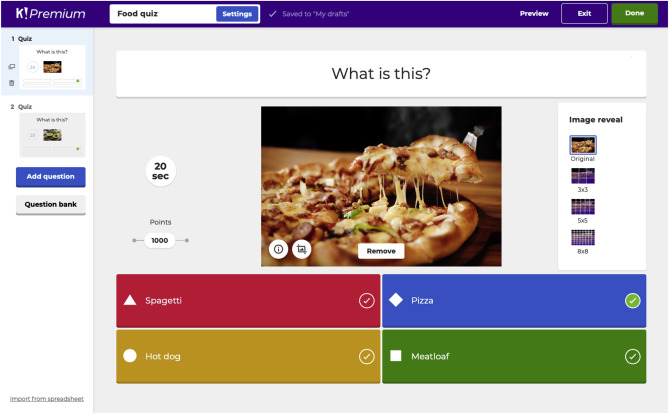 K!Premium
Food quiz
Settings
Saved to "My drafts"
Preview
Exit
Done
1 Quiz
What is this?
20
2 Quiz
What is this?
20
Add question
Question bank
Import from spreadsheet
What is this?
20
sec
Points
1000
Remove
Image reveal
Original
3x3
5x5
8x8
Spagetti
Pizza
Hot dog
Meatloaf